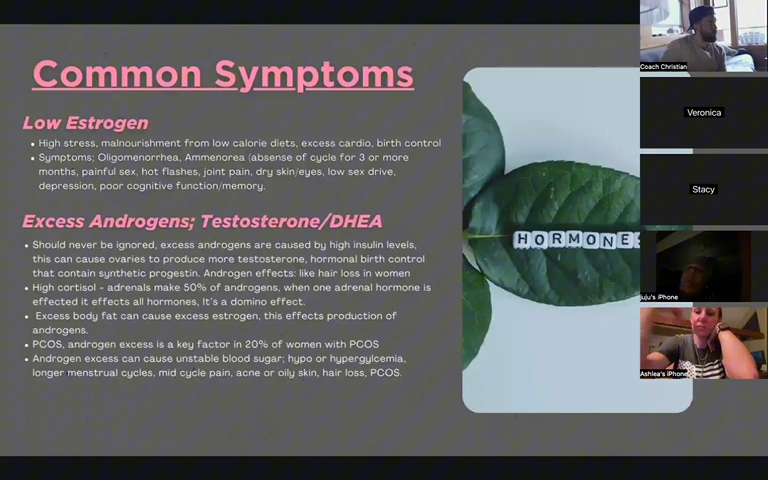 Common Symptoms
Low Estrogen
• High stress, malnourishment from low calorie diets, excess cardio, birth control
• Symptoms; Oligomenorrhea, Ammenorea (absense of cycle for 3 or more
months, painful sex, hot flashes, joint pain, dry skin/eyes, low sex drive,
depression, poor cognitive function/memory.
Excess Androgens; Testosterone/DHEA
• Should never be ignored, excess androgens are caused by high insulin levels,
this can cause ovaries to produce more testosterone, hormonal birth control
that contain synthetic progestin. Androgen effects: like hair loss in women
• High cortisol - adrenals make 50% of androgens, when one adrenal hormone is
effected it effects all hormones, It's a domino effect.
• Excess body fat can cause excess estrogen, this effects production of
androgens.
• PCOS, androgen excess is a key factor in 20% of women with PCOS
• Androgen excess can cause unstable blood sugar; hypo or hyperglycemia,
longer menstrual cycles, mid cycle pain, acne or oily skin, hair loss, PCOS.
HORMONES
Coach Christian
Veronica
Stacy
Juju's iPhone
Ashlea's iPhone